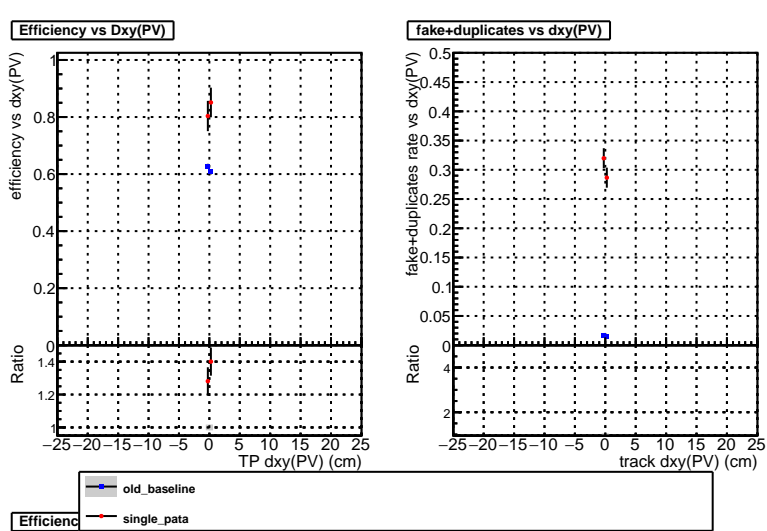 Efficiency vs Dxy(PV)
efficiency vs dxy(PV)
1
0.8
0.6
0.4
0.2
0
Ratio
1.4
1.2
1
−25 −20 −15 −10 −5 0 5 10 15 20 25
TP dxy(PV) (cm)
fake+duplicates vs dxy(PV)
fake+duplicates rate vs dxy(PV)
0.5
0.45
0.4
0.35
0.3
0.25
0.2
0.15
0.1
0.05
0
Ratio
4
2
−25 −20 −15 −10 −5 0 5 10 15 20 25
track dxy(PV) (cm)
old_baseline
single_pata
Efficienc